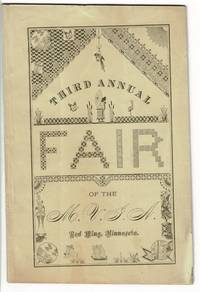 THIRD ANNUAL
FAIR
OF THE
M. V. I. A.
Red Wing, Minnesota.